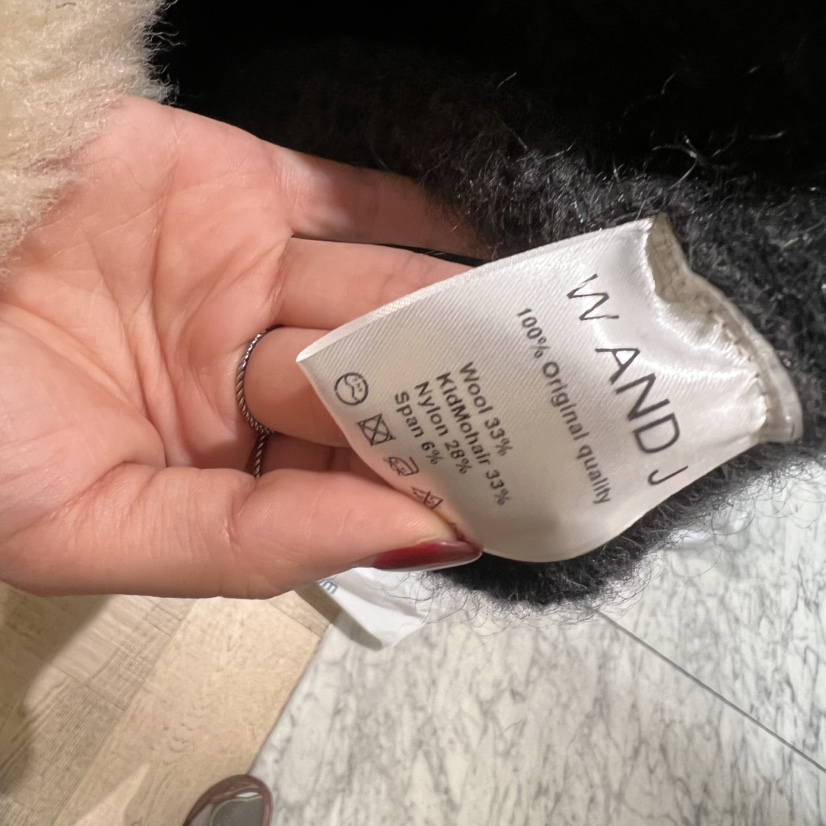 W AND J
100% Original quality
Wool 33%
KidMohair 33%
Nylon 28%
Span 6%